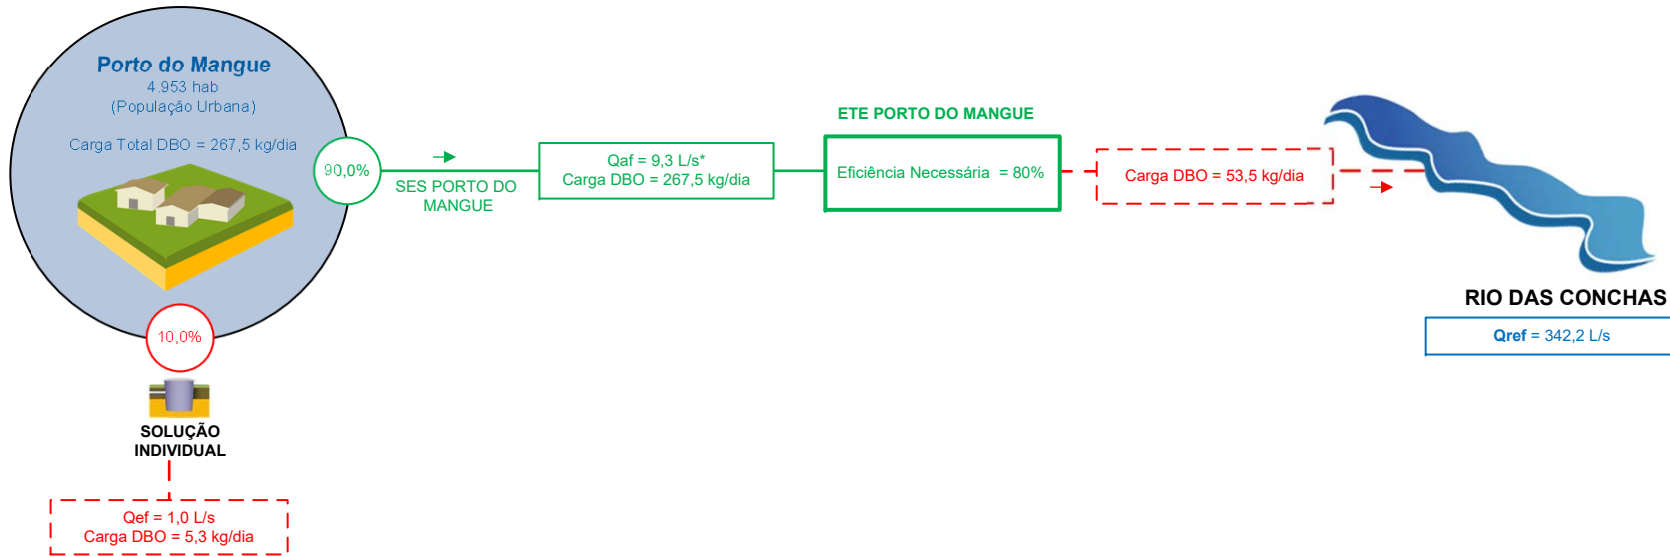 Porto do Mangue
4.953 hab
(População Urbana)
Carga Total DBO = 267,5 kg/dia
90,0%
SES PORTO DO
MANGUE
Qaf = 9,3 L/s*
Carga DBO = 267,5 kg/dia
ETE PORTO DO MANGUE
Eficiência Necessária = 80%
Carga DBO = 53,5 kg/dia
RIO DAS CONCHAS
Qref = 342,2 L/s
10,0%
SOLUÇÃO
INDIVIDUAL
Qef = 1,0 L/s
Carga DBO = 5,3 kg/dia